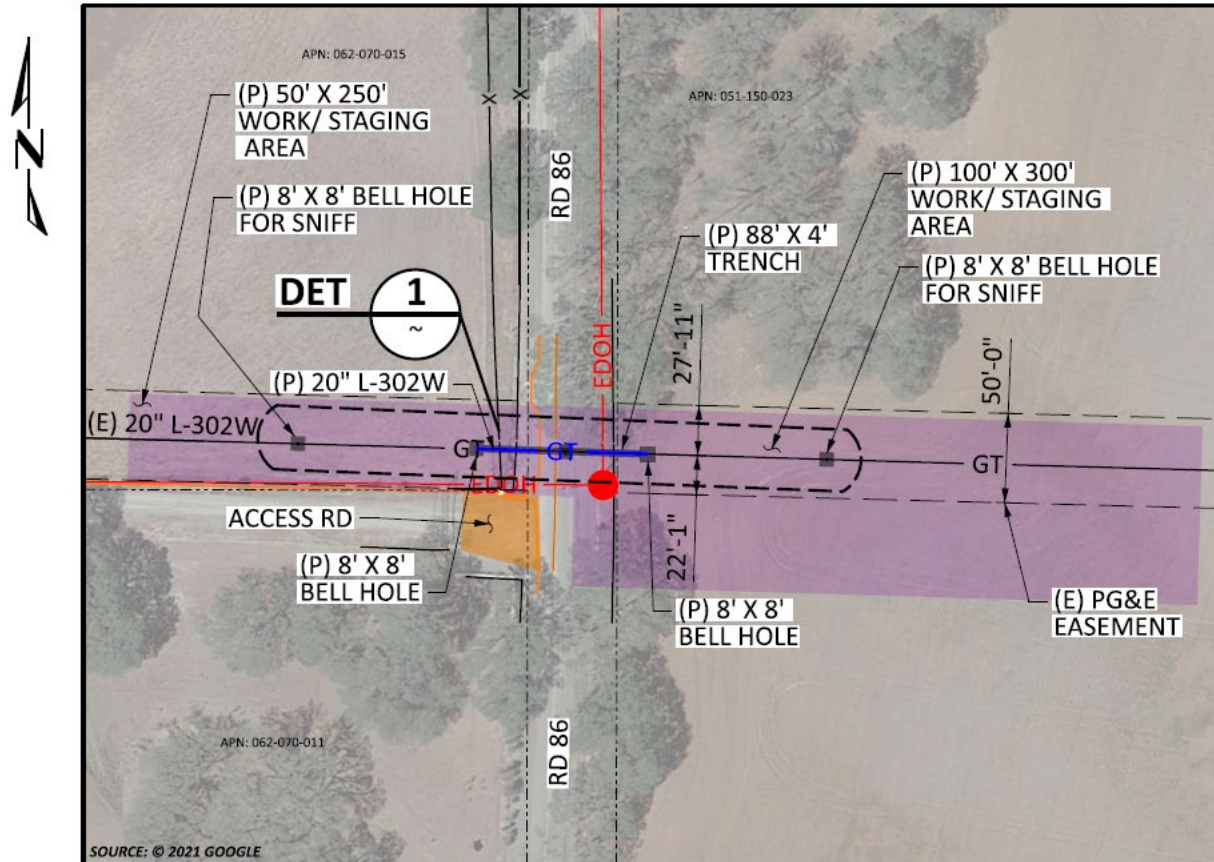 APN: 062-070-015
X
X
RD 86
EDOH
APN: 051-150-023
N
(P) 50' X 250'
WORK/ STAGING
AREA
(P) 8' X 8' BELL HOLE
FOR SNIFF
(P) 100' X 300'
WORK/ STAGING
AREA
(P) 88' X 4'
TRENCH
(P) 8' X 8' BELL HOLE
FOR SNIFF
DET
1
~
27'-11"
50'-0"
(P) 20" L-302W
(E) 20" L-302W
GT
GT
GT
EDOH
22'-1"
ACCESS RD
(P) 8' X 8'
BELL HOLE
(P) 8' X 8'
BELL HOLE
(E) PG&E
EASEMENT
RD 86
APN: 062-070-011
SOURCE: © 2021 GOOGLE